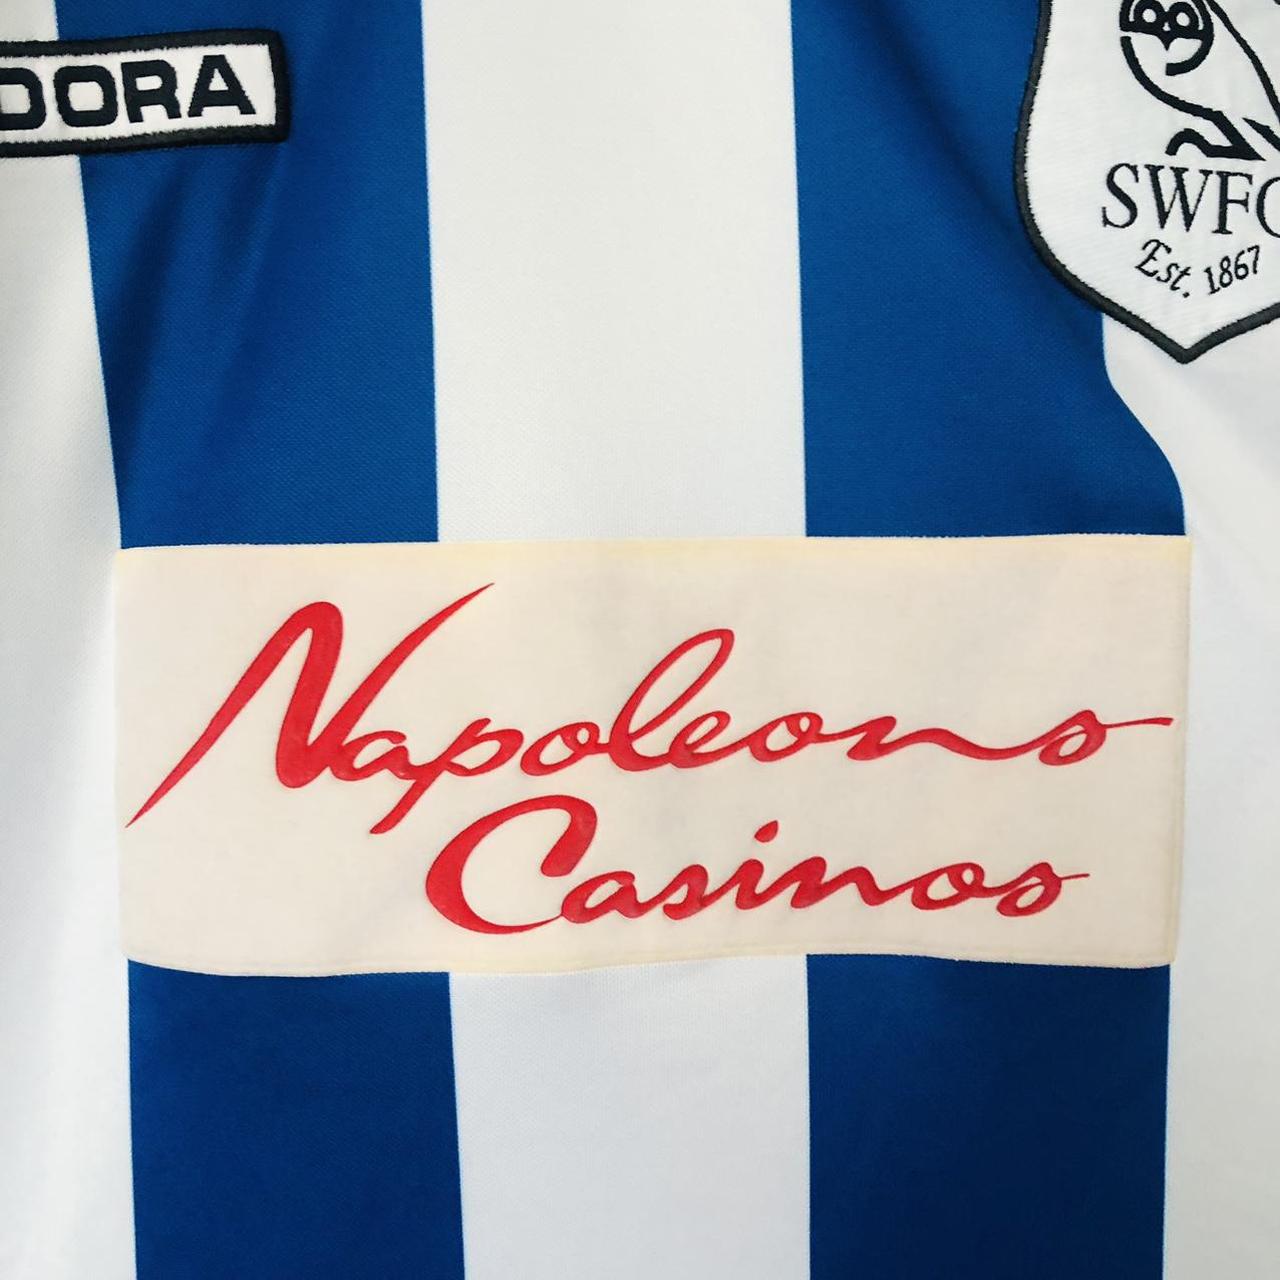 DORA
SWFC
Est. 1867
Napoleons
Casinos